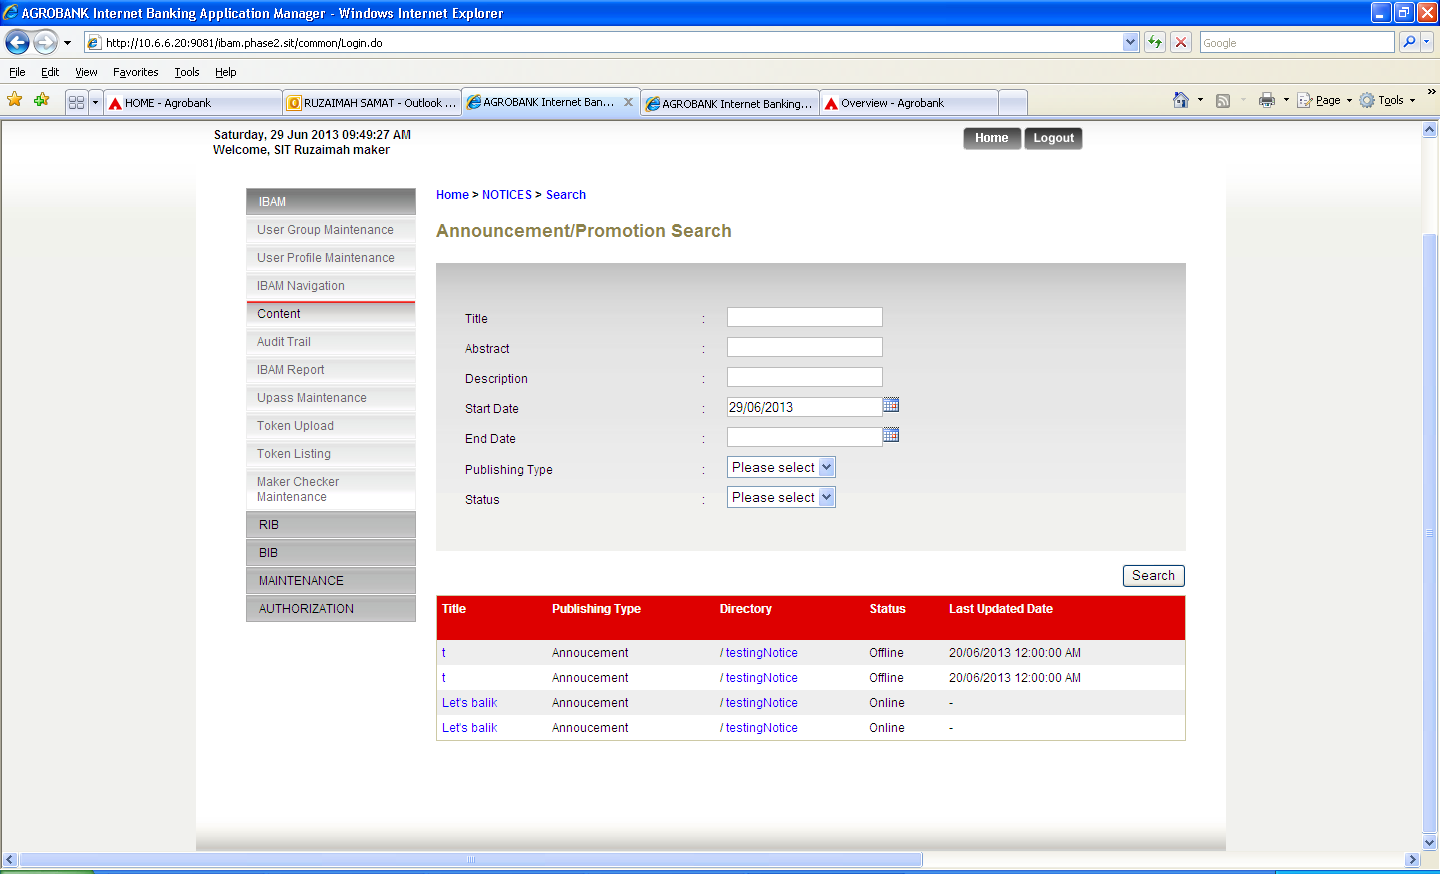 AGROBANK Internet Banking Application Manager - Windows Internet Explorer
http://10.6.6.20:9081/ibam.phase2.sit/common/Login.do
Google
File Edit View Favorites Tools Help
HOME - Agrobank
RUZAIMAH SAMAT - Outlook ...
AGROBANK Internet Ban...
AGROBANK Internet Banking...
Overview - Agrobank
Page
Tools
Saturday, 29 Jun 2013 09:49:27 AM
Welcome, SIT Ruzaimah maker
Home
Logout
IBAM
User Group Maintenance
User Profile Maintenance
IBAM Navigation
Content
Audit Trail
IBAM Report
Upass Maintenance
Token Upload
Token Listing
Maker Checker
Maintenance
RIB
BIB
MAINTENANCE
AUTHORIZATION
Home > NOTICES > Search
Announcement/Promotion Search
Title :
Abstract :
Description :
Start Date : 29/06/2013
End Date :
Publishing Type : Please select
Status : Please select
Search
Title Publishing Type Directory Status Last Updated Date
t Annoucement / testingNotice Offline 20/06/2013 12:00:00 AM
t Annoucement / testingNotice Offline 20/06/2013 12:00:00 AM
Let's balik Annoucement / testingNotice Online -
Let's balik Annoucement / testingNotice Online -